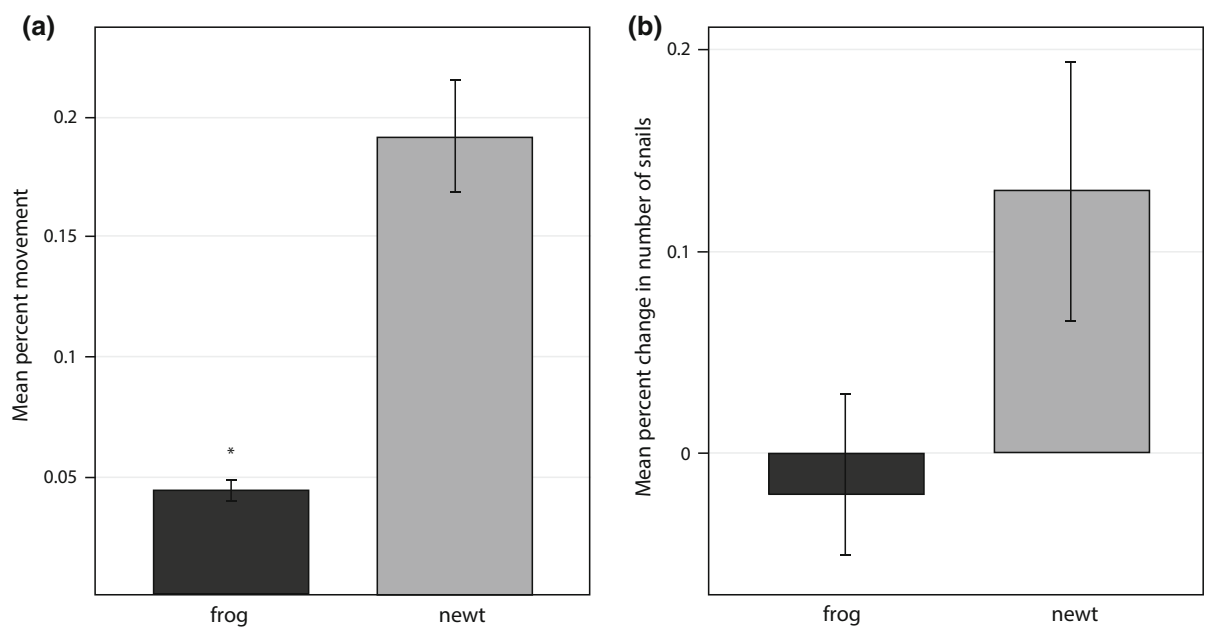 (a)
Mean percent movement
0.2
0.15
0.1
0.05
*
frog
newt
(b)
Mean percent change in number of snails
0.2
0.1
0
frog
newt